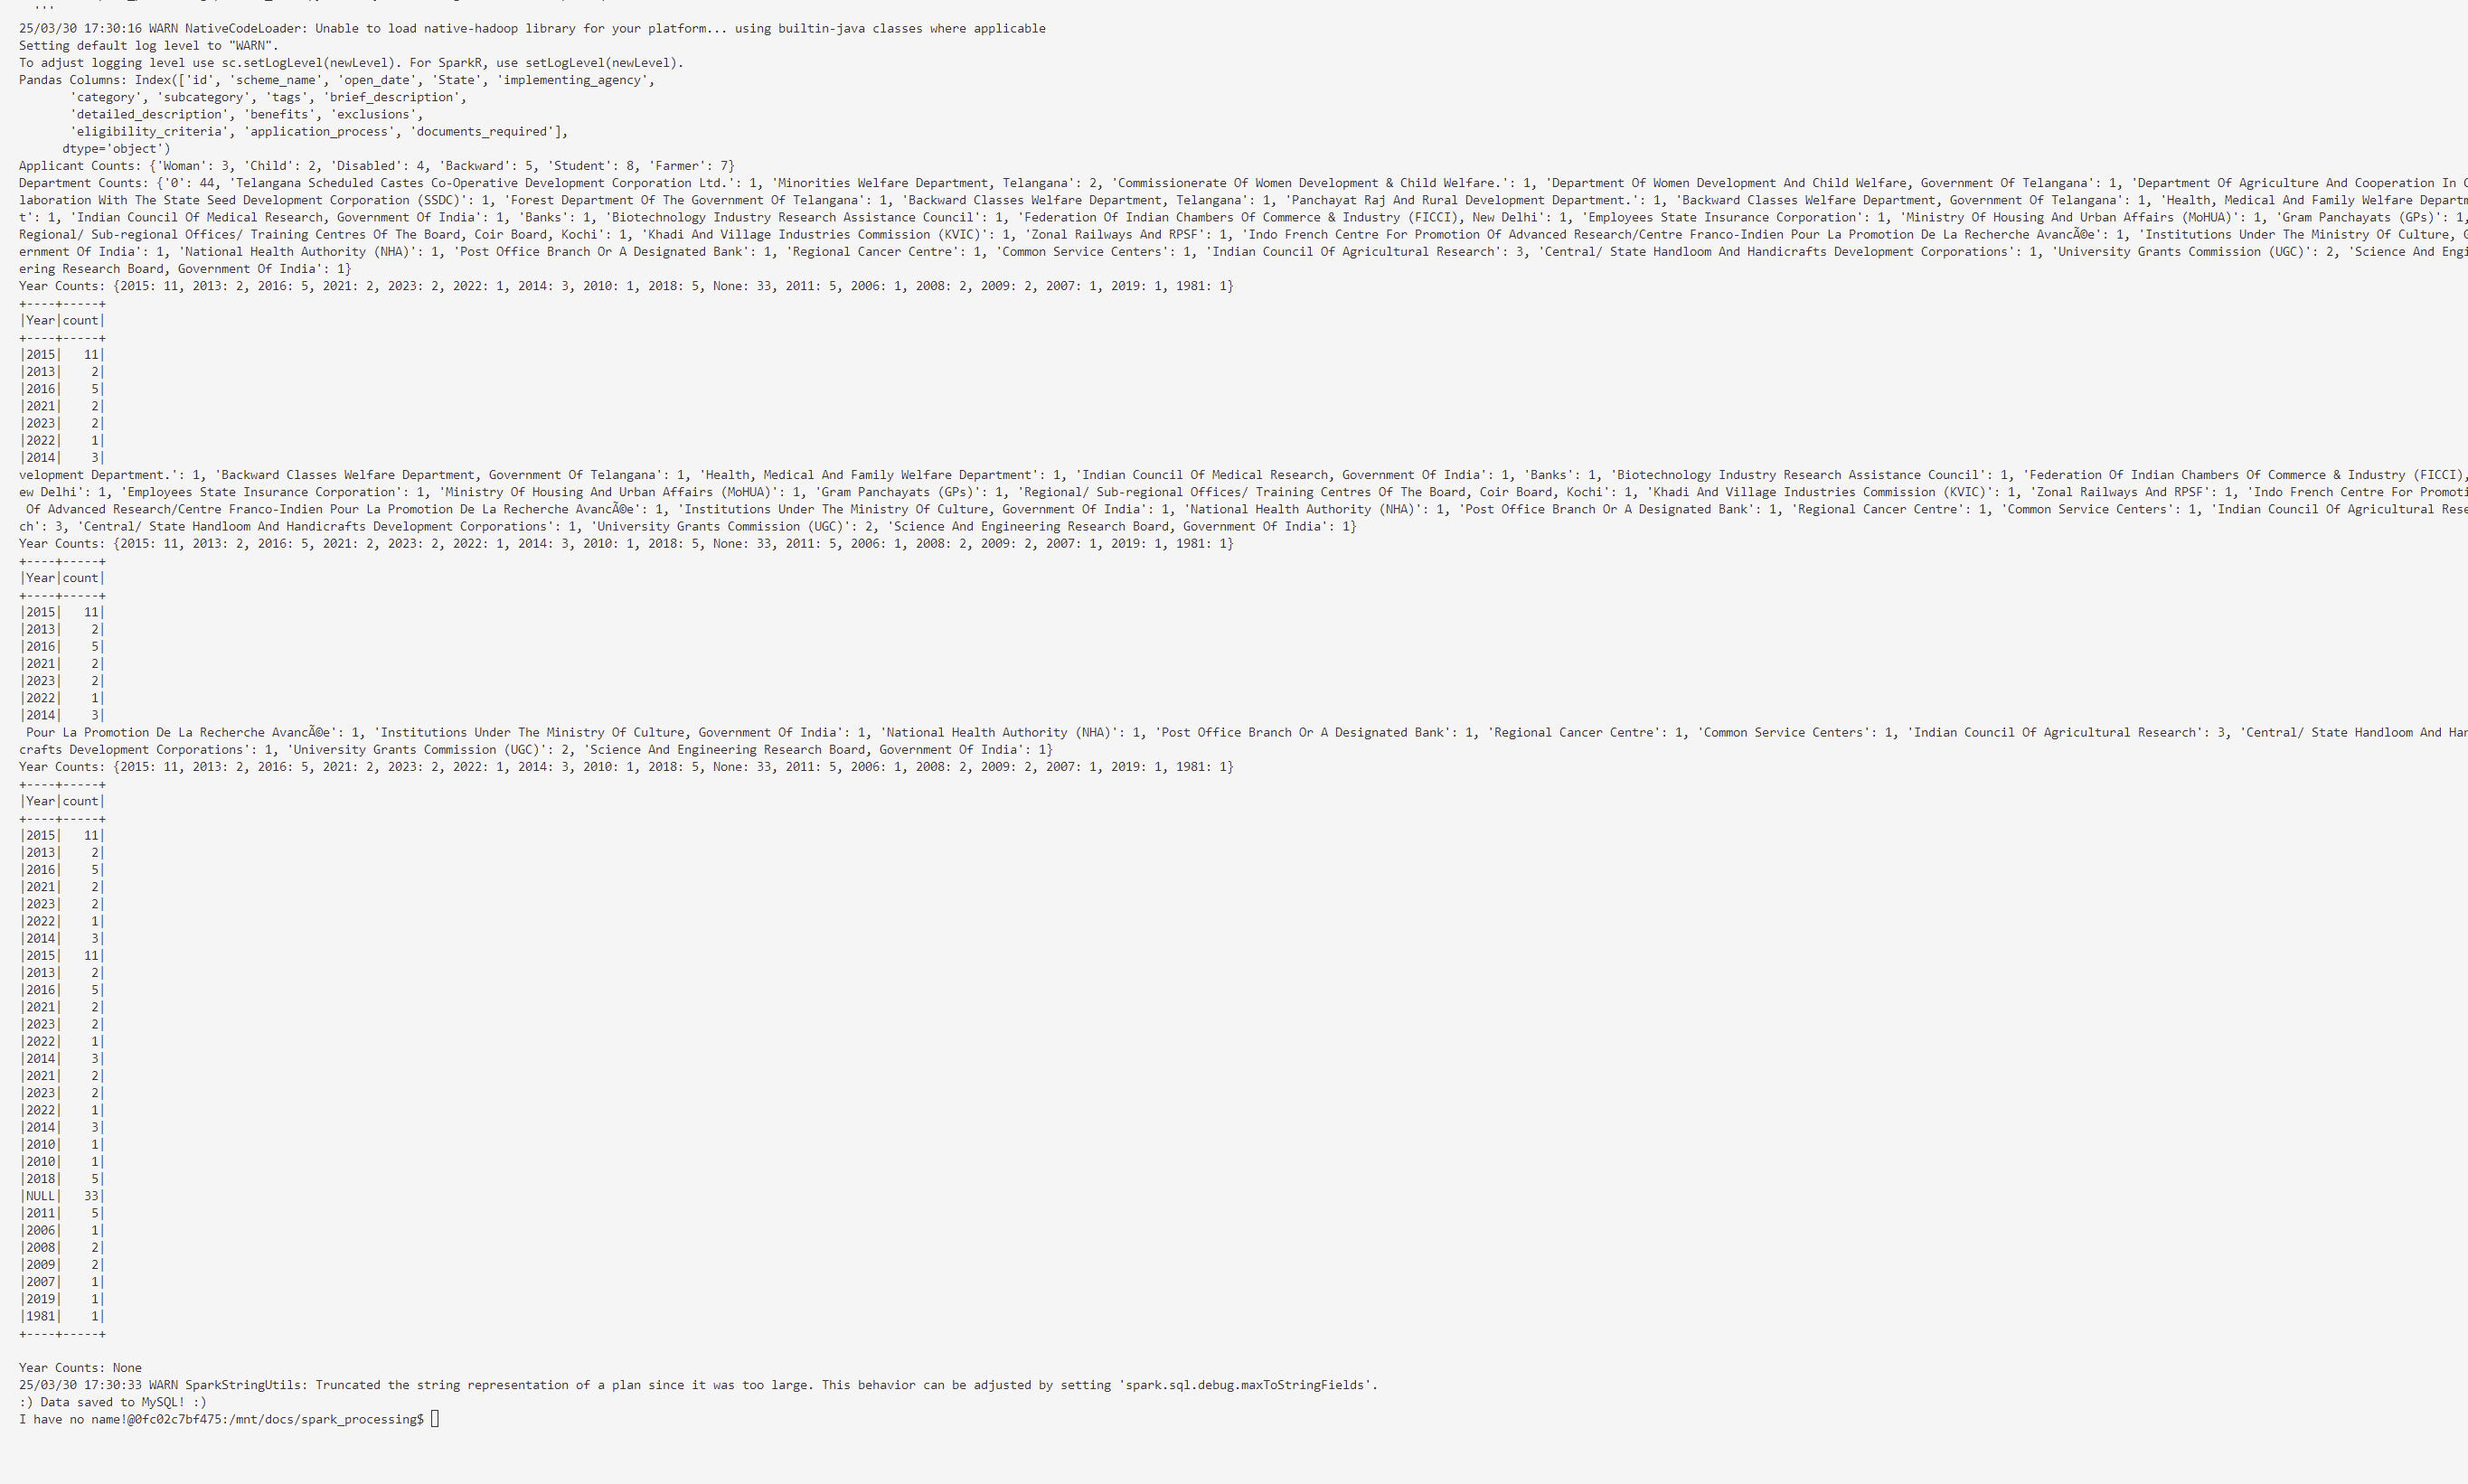 25/03/30 17:30:16 WARN NativeCodeLoader: Unable to load native-hadoop library for your platform... using builtin-java classes where applicable
Setting default log level to "WARN".
To adjust logging level use sc.setLogLevel(newLevel). For SparkR, use setLogLevel(newLevel).
Pandas Columns: Index(['id', 'scheme_name', 'open_date', 'State', 'implementing_agency',
       'category', 'subcategory', 'tags', 'brief_description',
       'detailed_description', 'benefits', 'exclusions',
       'eligibility_criteria', 'application_process', 'documents_required'],
      dtype='object')
Applicant Counts: {'Woman': 3, 'Child': 2, 'Disabled': 4, 'Backward': 5, 'Student': 8, 'Farmer': 7}
Department Counts: {'0': 44, 'Telangana Scheduled Castes Co-Operative Development Corporation Ltd.': 1, 'Minorities Welfare Department, Telangana': 2, 'Commissionerate Of Women Development & Child Welfare.': 1, 'Department Of Women Development And Child Welfare, Government Of Telangana': 1, 'Department Of Agriculture And Cooperation In
laboration With The State Seed Development Corporation (SSDC)': 1, 'Forest Department Of The Government Of Telangana': 1, 'Backward Classes Welfare Department, Telangana': 1, 'Panchayat Raj And Rural Development Department.': 1, 'Backward Classes Welfare Department, Government Of Telangana': 1, 'Health, Medical And Family Welfare Departm
t': 1, 'Indian Council Of Medical Research, Government Of India': 1, 'Banks': 1, 'Biotechnology Industry Research Assistance Council': 1, 'Federation Of Indian Chambers Of Commerce & Industry (FICCI), New Delhi': 1, 'Employees State Insurance Corporation': 1, 'Ministry Of Housing And Urban Affairs (MoHUA)': 1, 'Gram Panchayats (GPs)': 1,
Regional/ Sub-regional Offices/ Training Centres Of The Board, Coir Board, Kochi': 1, 'Khadi And Village Industries Commission (KVIC)': 1, 'Zonal Railways And RPSF': 1, 'Indo French Centre For Promotion Of Advanced Research/Centre Franco-Indien Pour La Promotion De La Recherche AvancÃ©e': 1, 'Institutions Under The Ministry Of Culture,
ernment Of India': 1, 'National Health Authority (NHA)': 1, 'Post Office Branch Or A Designated Bank': 1, 'Regional Cancer Centre': 1, 'Common Service Centers': 1, 'Indian Council Of Agricultural Research': 3, 'Central/ State Handloom And Handicrafts Development Corporations': 1, 'University Grants Commission (UGC)': 2, 'Science And Engi
ering Research Board, Government Of India': 1}
Year Counts: {2015: 11, 2013: 2, 2016: 5, 2021: 2, 2023: 2, 2022: 1, 2014: 3, 2010: 1, 2018: 5, None: 33, 2011: 5, 2006: 1, 2008: 2, 2009: 2, 2007: 1, 2019: 1, 1981: 1}
+----+-----+
|Year|count|
+----+-----+
|2015|   11|
|2013|    2|
|2016|    5|
|2021|    2|
|2023|    2|
|2022|    1|
|2014|    3|
velopment Department.': 1, 'Backward Classes Welfare Department, Government Of Telangana': 1, 'Health, Medical And Family Welfare Department': 1, 'Indian Council Of Medical Research, Government Of India': 1, 'Banks': 1, 'Biotechnology Industry Research Assistance Council': 1, 'Federation Of Indian Chambers Of Commerce & Industry (FICCI),
ew Delhi': 1, 'Employees State Insurance Corporation': 1, 'Ministry Of Housing And Urban Affairs (MoHUA)': 1, 'Gram Panchayats (GPs)': 1, 'Regional/ Sub-regional Offices/ Training Centres Of The Board, Coir Board, Kochi': 1, 'Khadi And Village Industries Commission (KVIC)': 1, 'Zonal Railways And RPSF': 1, 'Indo French Centre For Promoti
 Of Advanced Research/Centre Franco-Indien Pour La Promotion De La Recherche AvancÃ©e': 1, 'Institutions Under The Ministry Of Culture, Government Of India': 1, 'National Health Authority (NHA)': 1, 'Post Office Branch Or A Designated Bank': 1, 'Regional Cancer Centre': 1, 'Common Service Centers': 1, 'Indian Council Of Agricultural Rese
ch': 3, 'Central/ State Handloom And Handicrafts Development Corporations': 1, 'University Grants Commission (UGC)': 2, 'Science And Engineering Research Board, Government Of India': 1}
Year Counts: {2015: 11, 2013: 2, 2016: 5, 2021: 2, 2023: 2, 2022: 1, 2014: 3, 2010: 1, 2018: 5, None: 33, 2011: 5, 2006: 1, 2008: 2, 2009: 2, 2007: 1, 2019: 1, 1981: 1}
+----+-----+
|Year|count|
+----+-----+
|2015|   11|
|2013|    2|
|2016|    5|
|2021|    2|
|2023|    2|
|2022|    1|
|2014|    3|
 Pour La Promotion De La Recherche AvancÃ©e': 1, 'Institutions Under The Ministry Of Culture, Government Of India': 1, 'National Health Authority (NHA)': 1, 'Post Office Branch Or A Designated Bank': 1, 'Regional Cancer Centre': 1, 'Common Service Centers': 1, 'Indian Council Of Agricultural Research': 3, 'Central/ State Handloom And Han
crafts Development Corporations': 1, 'University Grants Commission (UGC)': 2, 'Science And Engineering Research Board, Government Of India': 1}
Year Counts: {2015: 11, 2013: 2, 2016: 5, 2021: 2, 2023: 2, 2022: 1, 2014: 3, 2010: 1, 2018: 5, None: 33, 2011: 5, 2006: 1, 2008: 2, 2009: 2, 2007: 1, 2019: 1, 1981: 1}
+----+-----+
|Year|count|
+----+-----+
|2015|   11|
|2013|    2|
|2016|    5|
|2021|    2|
|2023|    2|
|2022|    1|
|2014|    3|
|2015|   11|
|2013|    2|
|2016|    5|
|2021|    2|
|2023|    2|
|2022|    1|
|2014|    3|
|2021|    2|
|2023|    2|
|2022|    1|
|2014|    3|
|2010|    1|
|2010|    1|
|2018|    5|
|NULL|   33|
|2011|    5|
|2006|    1|
|2008|    2|
|2009|    2|
|2007|    1|
|2019|    1|
|1981|    1|
+----+-----+
Year Counts: None
25/03/30 17:30:33 WARN SparkStringUtils: Truncated the string representation of a plan since it was too large. This behavior can be adjusted by setting 'spark.sql.debug.maxToStringFields'.
:) Data saved to MySQL! :)
I have no name!@0fc02c7bf475:/mnt/docs/spark_processing$